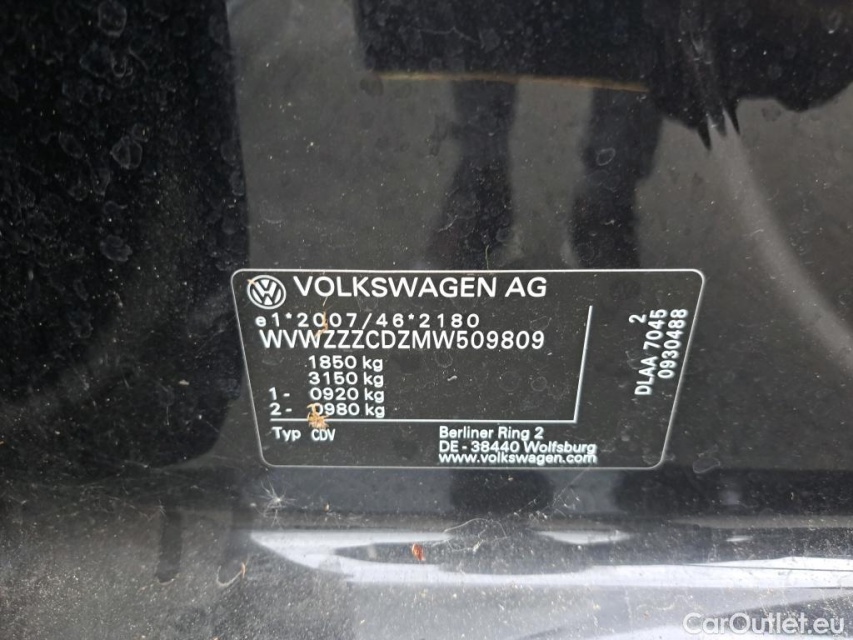 VOLKSWAGEN AG
e1*2007/46*2180
WVWZZZCDZMW509809
1850 kg
3150 kg
1- 0920 kg
2- 0980 kg
Typ CDV
Berliner Ring 2
DE - 38440 Wolfsburg
www.volkswagen.com
2
DLAA 7045
0930488
CarOutlet.eu